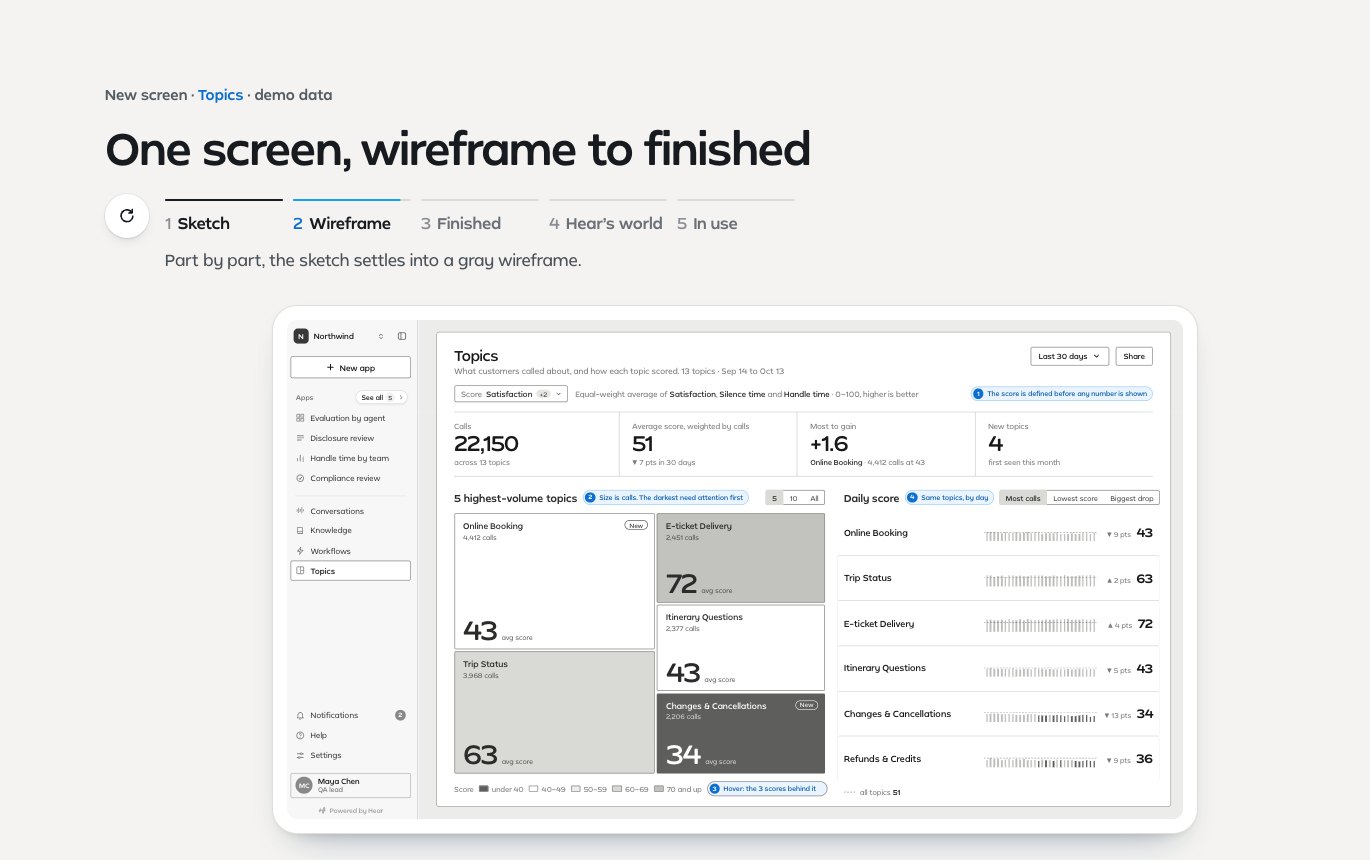 New screen · Topics · demo data
One screen, wireframe to finished
1 Sketch
2 Wireframe
3 Finished
4 Hear's world
5 In use
Part by part, the sketch settles into a gray wireframe.
N Northwind
+ New app
Apps
See all 5
Evaluation by agent
Disclosure review
Handle time by team
Compliance review
Conversations
Knowledge
Workflows
Topics
Notifications 2
Help
Settings
MC Maya Chen
QA lead
Powered by Hear
Topics
What customers called about, and how each topic scored. 13 topics · Sep 14 to Oct 13
Last 30 days
Share
Score Satisfaction +2
Equal-weight average of Satisfaction, Silence time and Handle time · 0–100, higher is better
1 The score is defined before any number is shown
Calls
22,150
across 13 topics
Average score, weighted by calls
51
▼ 7 pts in 30 days
Most to gain
+1.6
Online Booking · 4,412 calls at 43
New topics
4
first seen this month
5 highest-volume topics
2 Size is calls. The darkest need attention first
5 10 All
Online Booking New
4,412 calls
43 avg score
Trip Status
3,968 calls
63 avg score
E-ticket Delivery
2,451 calls
72 avg score
Itinerary Questions
2,377 calls
43 avg score
Changes & Cancellations New
2,206 calls
34 avg score
Score under 40 40–49 50–59 60–69 70 and up
3 Hover: the 3 scores behind it
Daily score
4 Same topics, by day
Most calls Lowest score Biggest drop
Online Booking ▼ 9 pts 43
Trip Status ▲ 2 pts 63
E-ticket Delivery ▲ 4 pts 72
Itinerary Questions ▼ 5 pts 43
Changes & Cancellations ▼ 13 pts 34
Refunds & Credits ▼ 9 pts 36
all topics 51